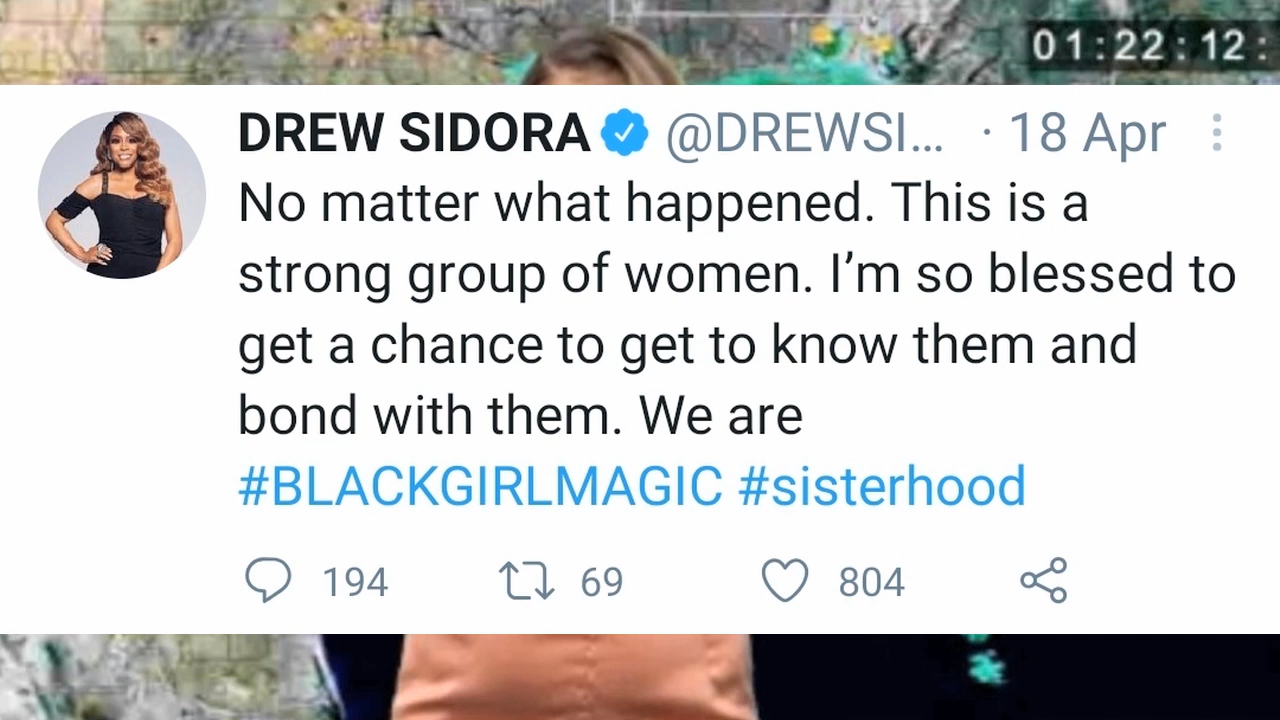 01:22:12:
DREW SIDORA @DREWSI... · 18 Apr
No matter what happened. This is a
strong group of women. I’m so blessed to
get a chance to get to know them and
bond with them. We are
#BLACKGIRLMAGIC #sisterhood
194 69 804